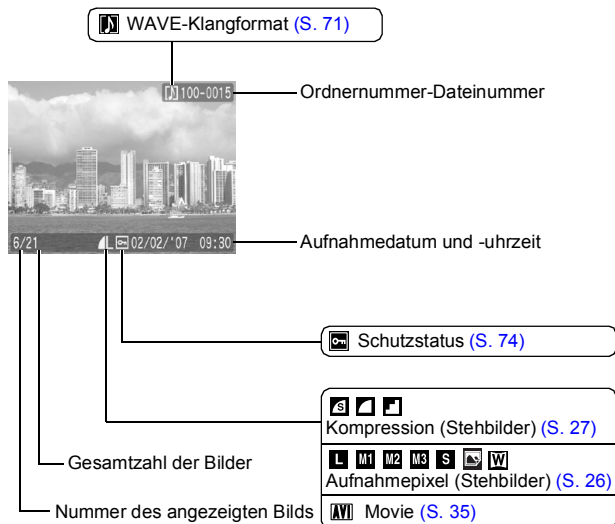 WAVE-Klangformat (S. 71)
100-0015
Ordnernummer-Dateinummer
6/21 L 02/02/'07 09:30
Aufnahmedatum und -uhrzeit
Schutzstatus (S. 74)
S
Kompression (Stehbilder) (S. 27)
L M1 M2 M3 S W
Aufnahmepixel (Stehbilder) (S. 26)
AVI Movie (S. 35)
Gesamtzahl der Bilder
Nummer des angezeigten Bilds